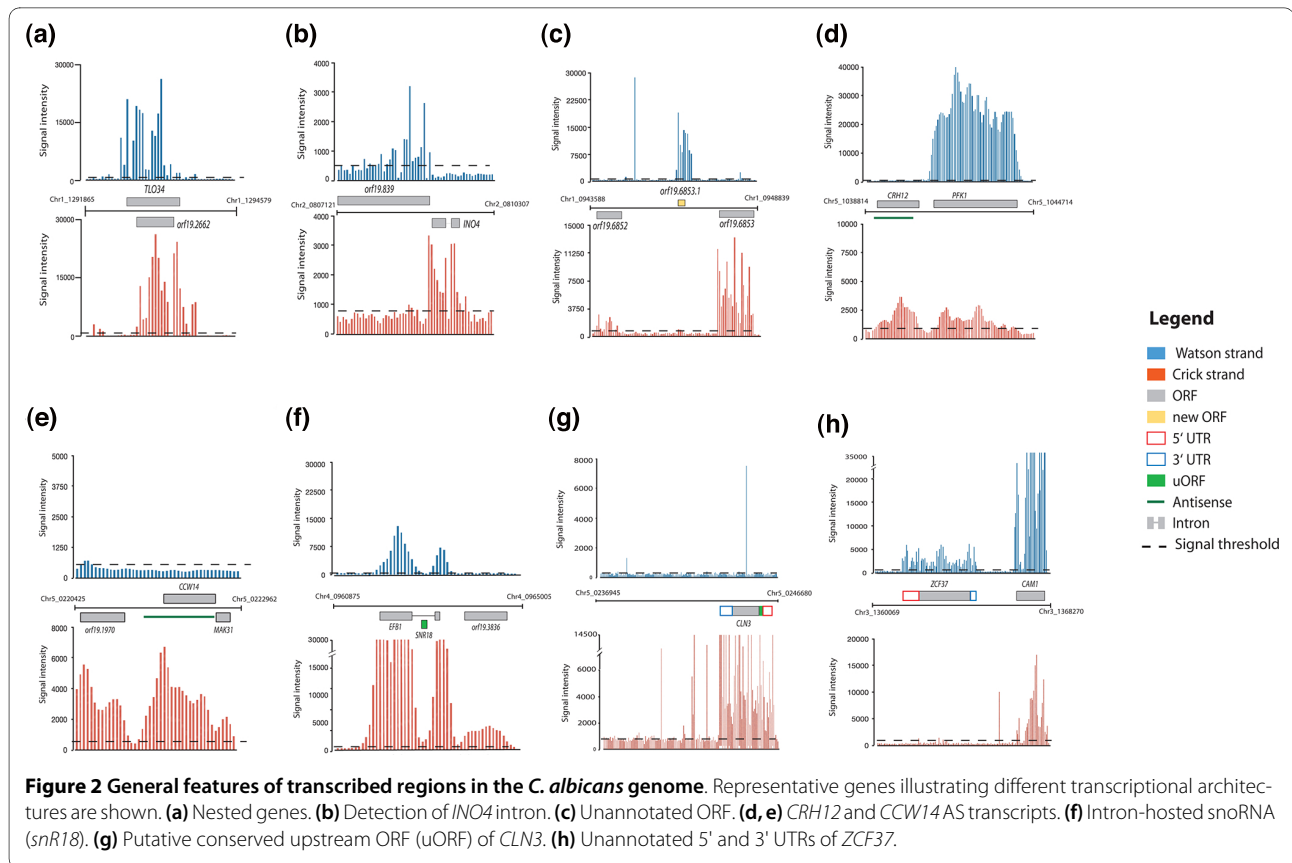 (a)
30000
15000
0
Signal intensity
TLO34
Chr1_1291865
Chr1_1294579
orf19.2662
30000
15000
0
Signal intensity
(b)
4000
3000
2000
1000
0
Signal intensity
orf19.839
Chr2_0807121
Chr2_0810307
INO4
4000
3000
2000
1000
0
Signal intensity
(c)
30000
22500
15000
7500
0
Signal intensity
orf19.6853.1
Chr1_0943588
Chr1_0948839
orf19.6852
orf19.6853
15000
11250
7500
3750
0
Signal intensity
(d)
40000
30000
20000
10000
0
Signal intensity
CRH12
PFK1
Chr5_1038814
Chr5_1044714
10000
7500
5000
2500
0
Signal intensity
Legend
Watson strand
Crick strand
ORF
new ORF
5' UTR
3' UTR
uORF
Antisense
Intron
Signal threshold
(e)
5000
3750
2500
1250
0
Signal intensity
CCW14
Chr5_0220425
Chr5_0222962
orf19.1970
MAK31
8000
6000
4000
2000
0
Signal intensity
(f)
30000
22500
15000
7500
0
Signal intensity
Chr4_0960875
Chr4_0965005
EFB1
SNR18
orf19.3836
30000
25000
20000
15000
10000
5000
0
Signal intensity
(g)
8000
6000
4000
2000
0
Signal intensity
Chr5_0236945
Chr5_0246680
CLN3
14500
3000
2000
1000
0
Signal intensity
(h)
35000
25000
20000
15000
10000
5000
0
Signal intensity
ZCF37
CAM1
Chr3_1360069
Chr3_1368270
20000
15000
10000
5000
0
Signal intensity
Figure 2 General features of transcribed regions in the C. albicans genome. Representative genes illustrating different transcriptional architec-
tures are shown. (a) Nested genes. (b) Detection of INO4 intron. (c) Unannotated ORF. (d, e) CRH12 and CCW14 AS transcripts. (f) Intron-hosted snoRNA
(snR18). (g) Putative conserved upstream ORF (uORF) of CLN3. (h) Unannotated 5' and 3' UTRs of ZCF37.